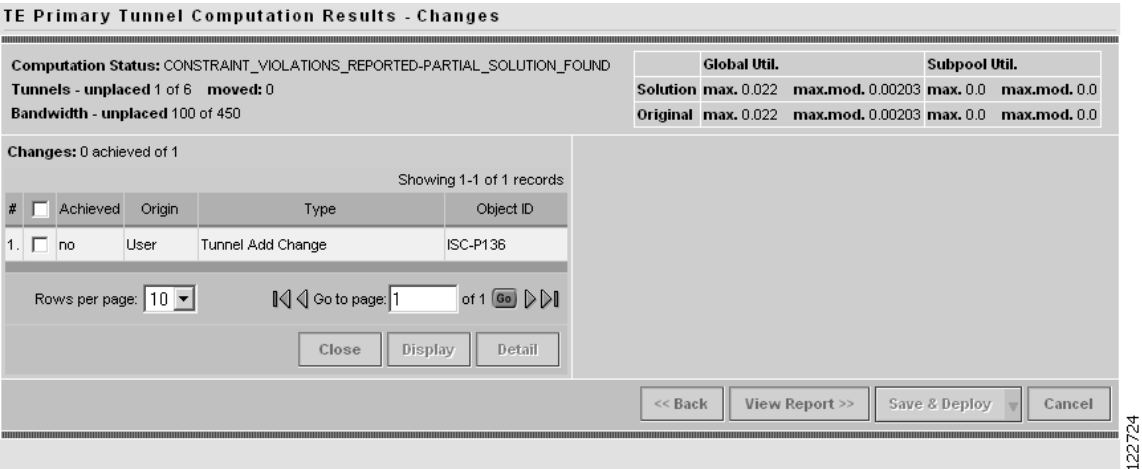 TE Primary Tunnel Computation Results - Changes
Computation Status: CONSTRAINT_VIOLATIONS_REPORTED-PARTIAL_SOLUTION_FOUND
Tunnels - unplaced 1 of 6 moved: 0
Bandwidth - unplaced 100 of 450
Global Util. Subpool Util.
Solution max. 0.022 max.mod. 0.00203 max. 0.0 max.mod. 0.0
Original max. 0.022 max.mod. 0.00203 max. 0.0 max.mod. 0.0
Changes: 0 achieved of 1
Showing 1-1 of 1 records
# Achieved Origin Type Object ID
1. no User Tunnel Add Change ISC-P136
Rows per page: 10 Go to page: 1 of 1 Go
Close Display Detail
<< Back View Report >> Save & Deploy Cancel
122724